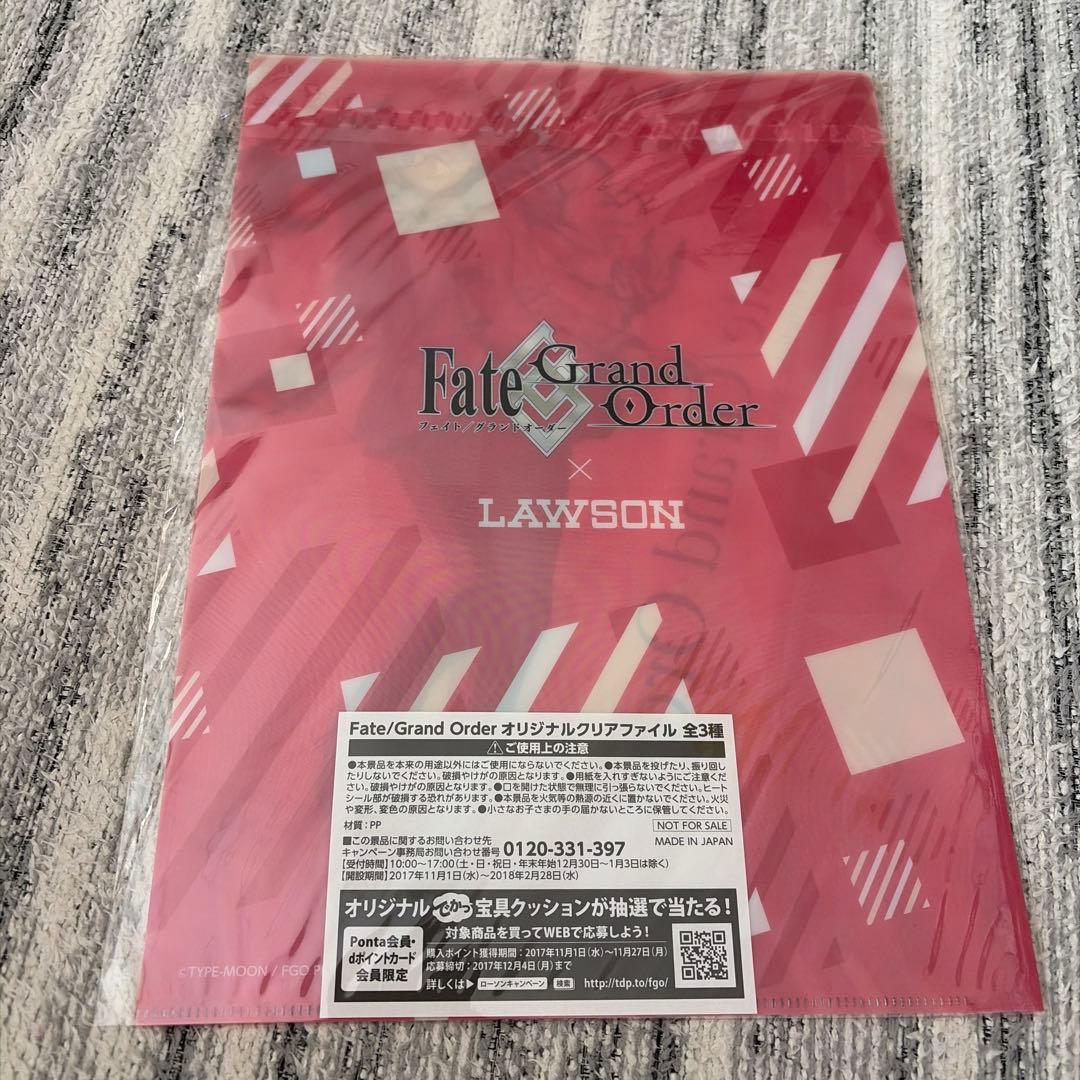 Fate/Grand Order
フェイト/グランドオーダー
×
LAWSON
Fate/Grand Order オリジナルクリアファイル 全3種
ご使用上の注意
●本景品を本来の用途以外にはご使用にならないでください。●本景品を投げたり、振り回し
たりしないでください。破損やけがの原因となります。●用紙を入れすぎないようにご注意くだ
さい。破損やけがの原因となります。●口を開けた状態で無理に引っ張らないでください。ヒート
シール部が破損する恐れがあります。●本景品を火気等の熱源の近くに置かないでください。火災
や変形、変色の原因となります。●小さなお子さまの手の届かないところに保管してください。
材質:PP
NOT FOR SALE
■この景品に関するお問い合わせ先
キャンペーン事務局お問い合わせ番号 0120-331-397
MADE IN JAPAN
【受付時間】10:00〜17:00(土・日・祝日・年末年始12月30日〜1月3日は除く)
【開設期間】2017年11月1日(水)〜2018年2月28日(水)
オリジナルでかっ宝具クッションが抽選で当たる!
対象商品を買ってWEBで応募しよう!
Ponta会員・
dポイントカード
会員限定
購入ポイント獲得期間:2017年11月1日(水)〜11月27日(月)
応募締切:2017年12月4日(月)まで
詳しくは▶ ローソンキャンペーン 検索 http://tdp.to/fgo/
©TYPE-MOON / FGO P